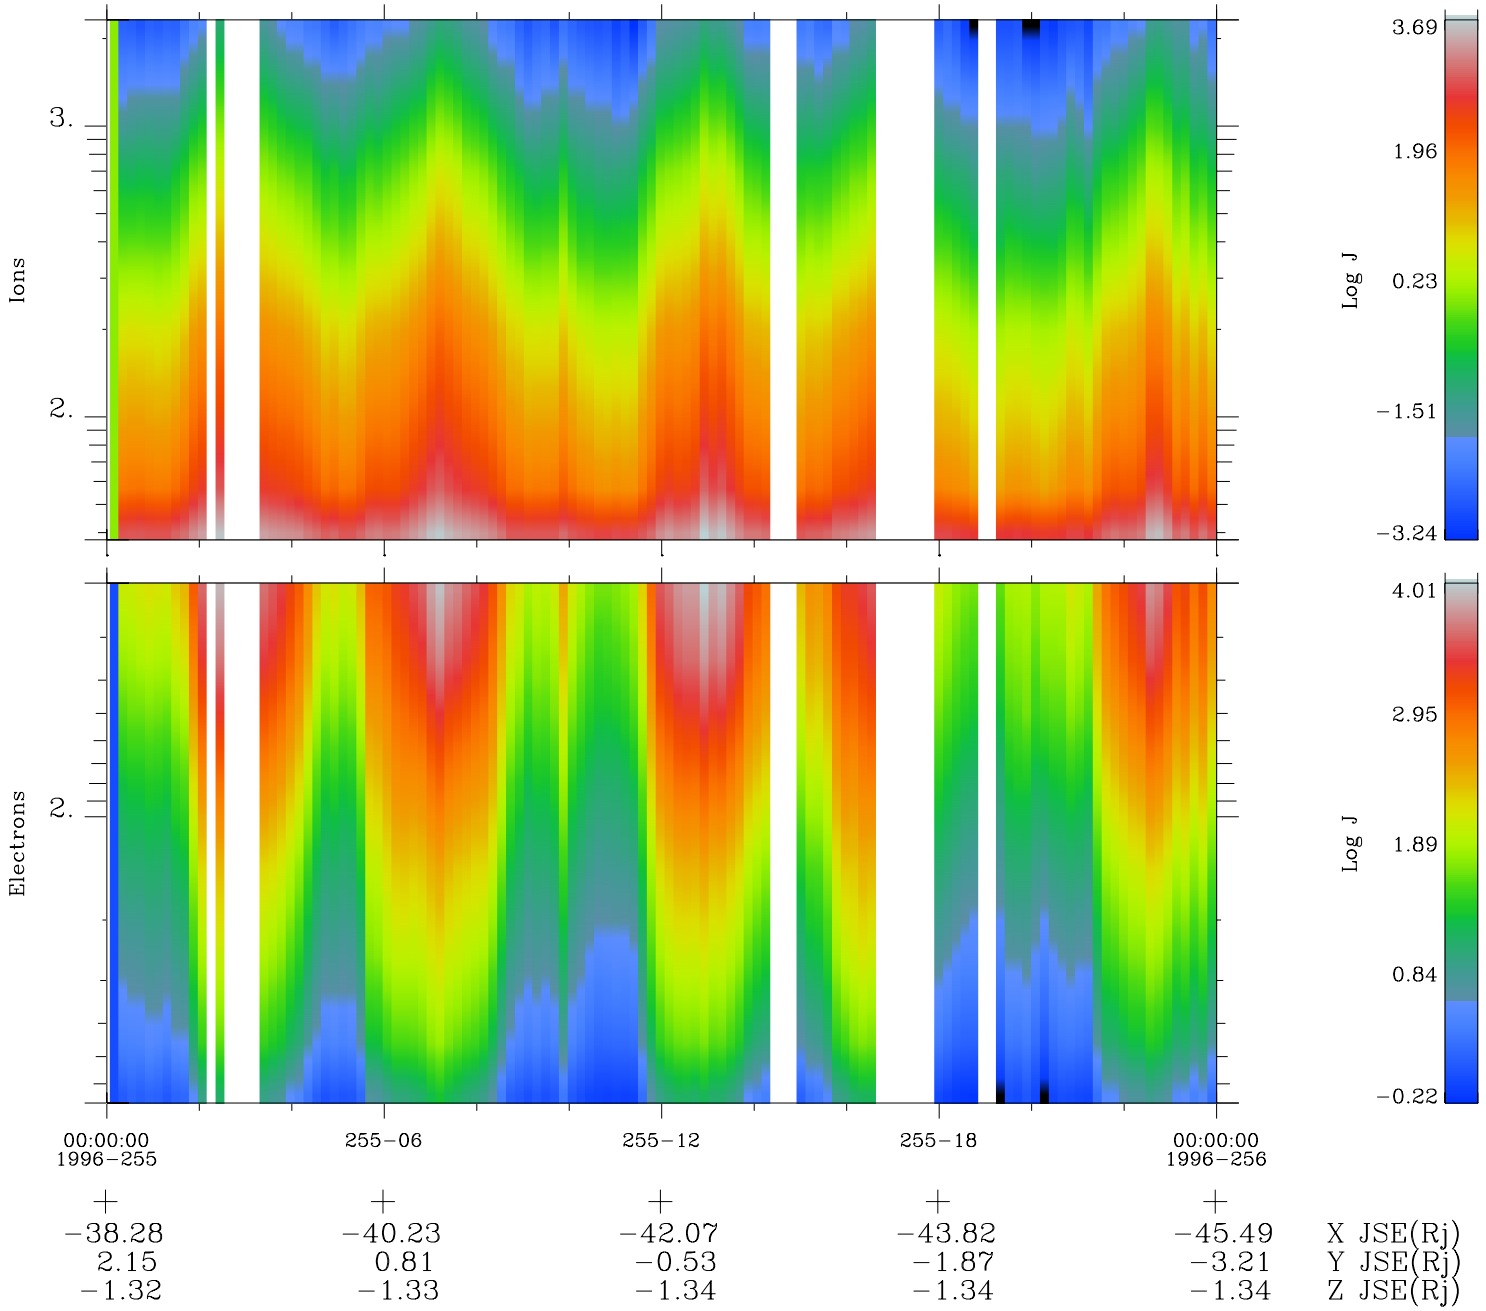 3.
2.
Ions
3.69
1.96
0.23
−1.51
−3.24
Log J
2.
Electrons
4.01
2.95
1.89
0.84
−0.22
Log J
00:00:00 255−06 255−12 255−18 00:00:00
1996−255 1996−256
−38.28 −40.23 −42.07 −43.82 −45.49 X JSE(Rj)
2.15 0.81 −0.53 −1.87 −3.21 Y JSE(Rj)
−1.32 −1.33 −1.34 −1.34 −1.34 Z JSE(Rj)